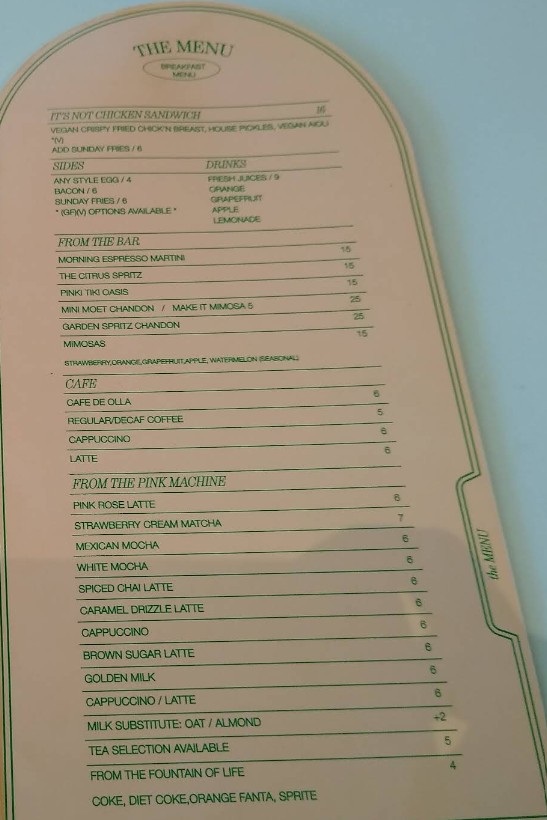 THE MENU
BREAKFAST
MENU
IT'S NOT CHICKEN SANDWICH 16
VEGAN CRISPY FRIED CHICK'N BREAST, HOUSE PICKLES, VEGAN AIOLI
*(V)
ADD SUNDAY FRIES / 6
SIDES DRINKS
ANY STYLE EGG / 4 FRESH JUICES / 9
BACON / 6 ORANGE
SUNDAY FRIES / 6 GRAPEFRUIT
* (GF)(V) OPTIONS AVAILABLE * APPLE
LEMONADE
FROM THE BAR
MORNING ESPRESSO MARTINI 15
THE CITRUS SPRITZ 15
PINKI TIKI OASIS 15
MINI MOET CHANDON / MAKE IT MIMOSA 5 25
GARDEN SPRITZ CHANDON 25
MIMOSAS 15
STRAWBERRY,ORANGE,GRAPEFRUIT,APPLE, WATERMELON (SEASONAL)
CAFE
CAFE DE OLLA 6
REGULAR/DECAF COFFEE 5
CAPPUCCINO 6
LATTE 6
FROM THE PINK MACHINE
PINK ROSE LATTE 6
STRAWBERRY CREAM MATCHA 7
MEXICAN MOCHA 6
WHITE MOCHA 6
SPICED CHAI LATTE 6
CARAMEL DRIZZLE LATTE 6
CAPPUCCINO 6
BROWN SUGAR LATTE 6
GOLDEN MILK 6
CAPPUCCINO / LATTE 6
MILK SUBSTITUTE: OAT / ALMOND +2
TEA SELECTION AVAILABLE 5
FROM THE FOUNTAIN OF LIFE 4
COKE, DIET COKE,ORANGE FANTA, SPRITE
the MENU